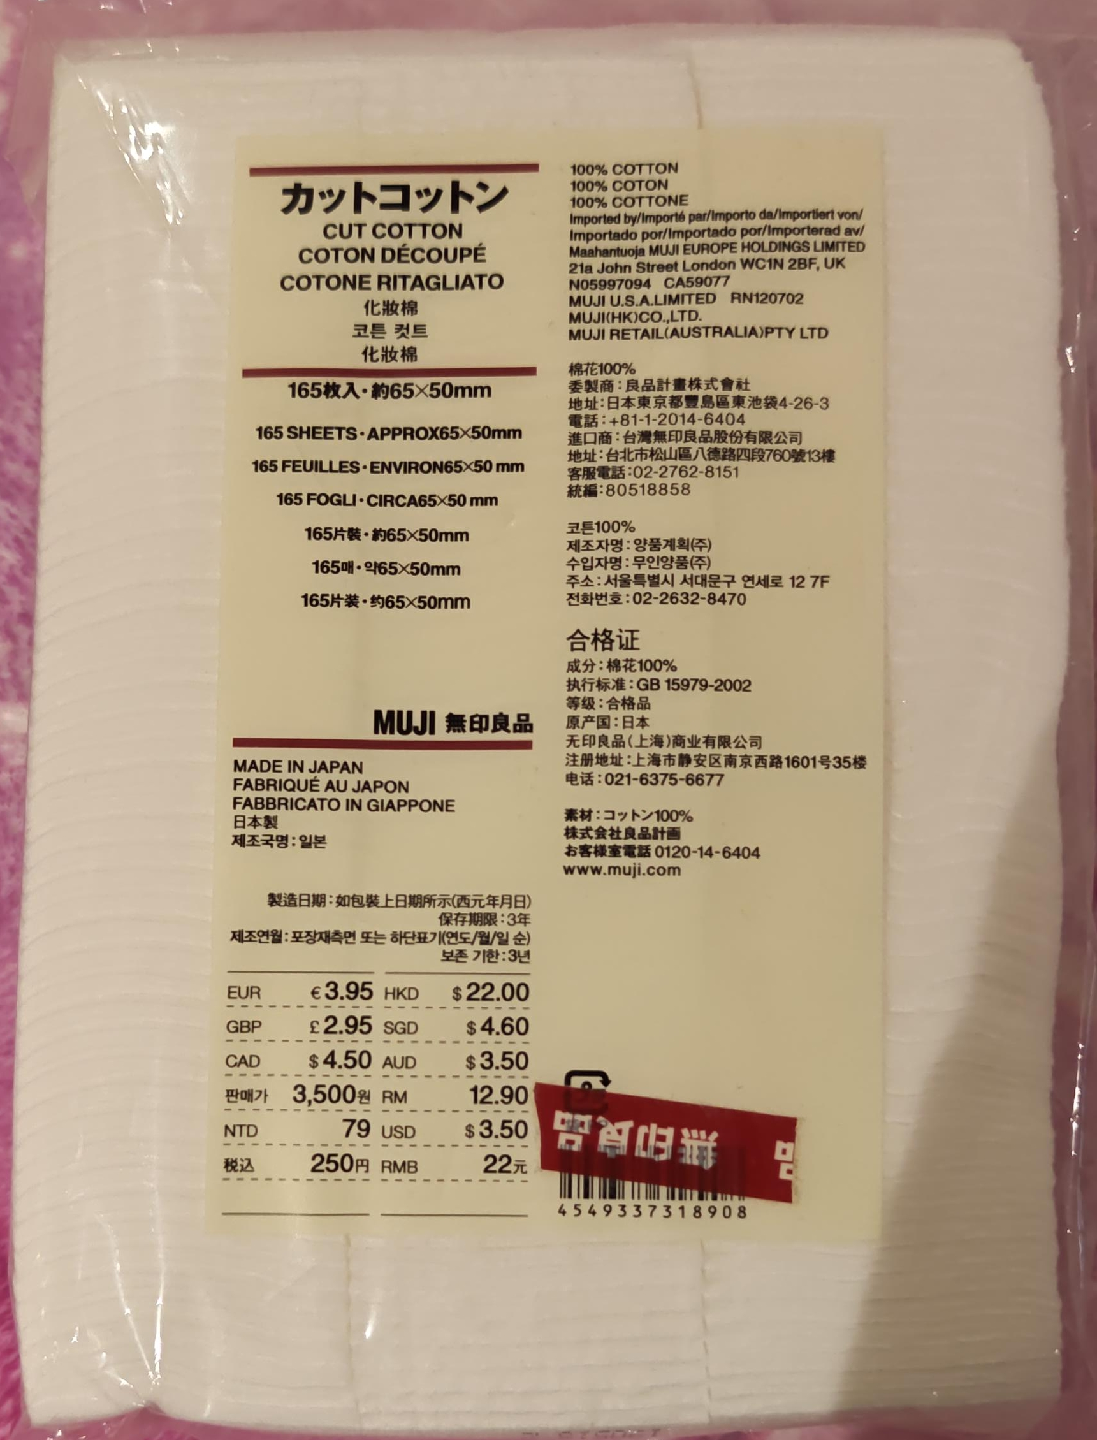 カットコットン
CUT COTTON
COTON DÉCOUPÉ
COTONE RITAGLIATO
化妝棉
코튼 컷트
化妝棉
165枚入・約65×50mm
165 SHEETS・APPROX65×50mm
165 FEUILLES・ENVIRON65×50 mm
165 FOGLI・CIRCA65×50 mm
165片裝・約65×50mm
165매・약65×50mm
165片装・约65×50mm
MUJI 無印良品
MADE IN JAPAN
FABRIQUÉ AU JAPON
FABBRICATO IN GIAPPONE
日本製
제조국명:일본
製造日期:如包裝上日期所示(西元年月日)
保存期限:3年
제조연월:포장재측면 또는 하단표기(연도/월/일 순)
보존 기한:3년
EUR €3.95 HKD $22.00
GBP £2.95 SGD $4.60
CAD $4.50 AUD $3.50
판매가 3,500원 RM 12.90
NTD 79 USD $3.50
税込 250円 RMB 22元
100% COTTON
100% COTON
100% COTTONE
Imported by/Importé par/Importo da/Importiert von/
Importado por/Importado por/Importerad av/
Maahantuoja MUJI EUROPE HOLDINGS LIMITED
21a John Street London WC1N 2BF, UK
N05997094 CA59077
MUJI U.S.A.LIMITED RN120702
MUJI(HK)CO.,LTD.
MUJI RETAIL(AUSTRALIA)PTY LTD
棉花100%
委製商:良品計畫株式會社
地址:日本東京都豐島區東池袋4-26-3
電話:+81-1-2014-6404
進口商:台灣無印良品股份有限公司
地址:台北市松山區八德路四段760號13樓
客服電話:02-2762-8151
統編:80518858
코튼100%
제조자명:양품계획(주)
수입자명:무인양품(주)
주소:서울특별시 서대문구 연세로 12 7F
전화번호:02-2632-8470
合格证
成分:棉花100%
执行标准:GB 15979-2002
等级:合格品
原产国:日本
无印良品(上海)商业有限公司
注册地址:上海市静安区南京西路1601号35楼
电话:021-6375-6677
素材:コットン100%
株式会社良品計画
お客様室電話 0120-14-6404
www.muji.com
無印良品
品
4549337318908